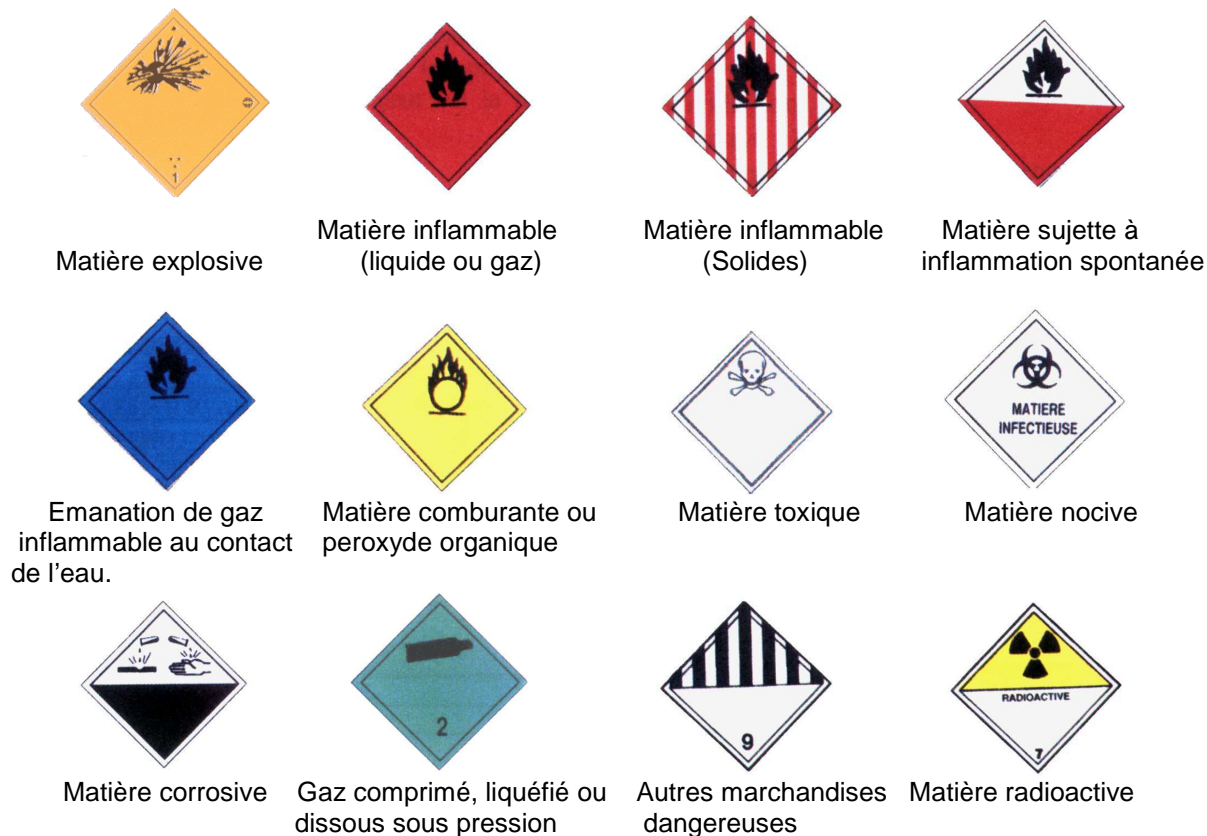 1
Matière explosive
Matière inflammable
(liquide ou gaz)
Matière inflammable
(Solides)
Matière sujette à
inflammation spontanée
Emanation de gaz
inflammable au contact
de l’eau.
Matière comburante ou
peroxyde organique
Matière toxique
MATIERE
INFECTIEUSE
Matière nocive
Matière corrosive
2
Gaz comprimé, liquéfié ou
dissous sous pression
9
Autres marchandises
dangereuses
RADIOACTIVE
7
Matière radioactive